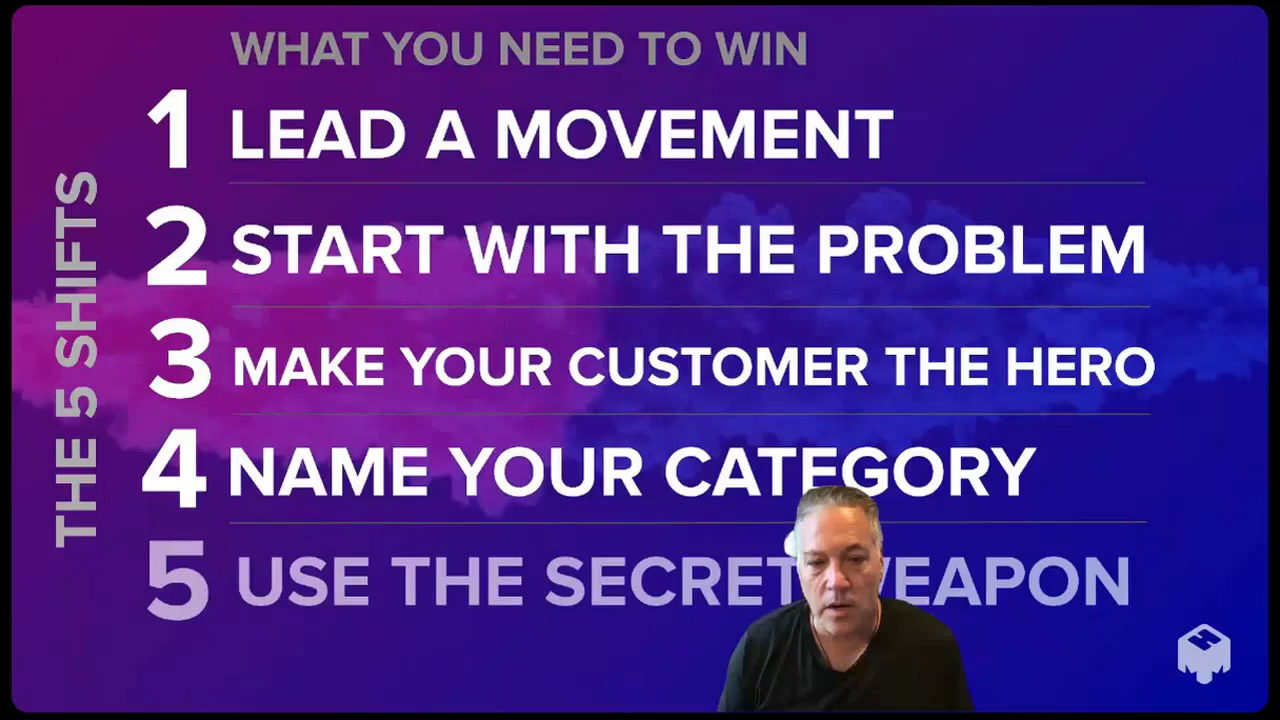 WHAT YOU NEED TO WIN
THE 5 SHIFTS
1 LEAD A MOVEMENT
2 START WITH THE PROBLEM
3 MAKE YOUR CUSTOMER THE HERO
4 NAME YOUR CATEGORY
5 USE THE SECRET WEAPON